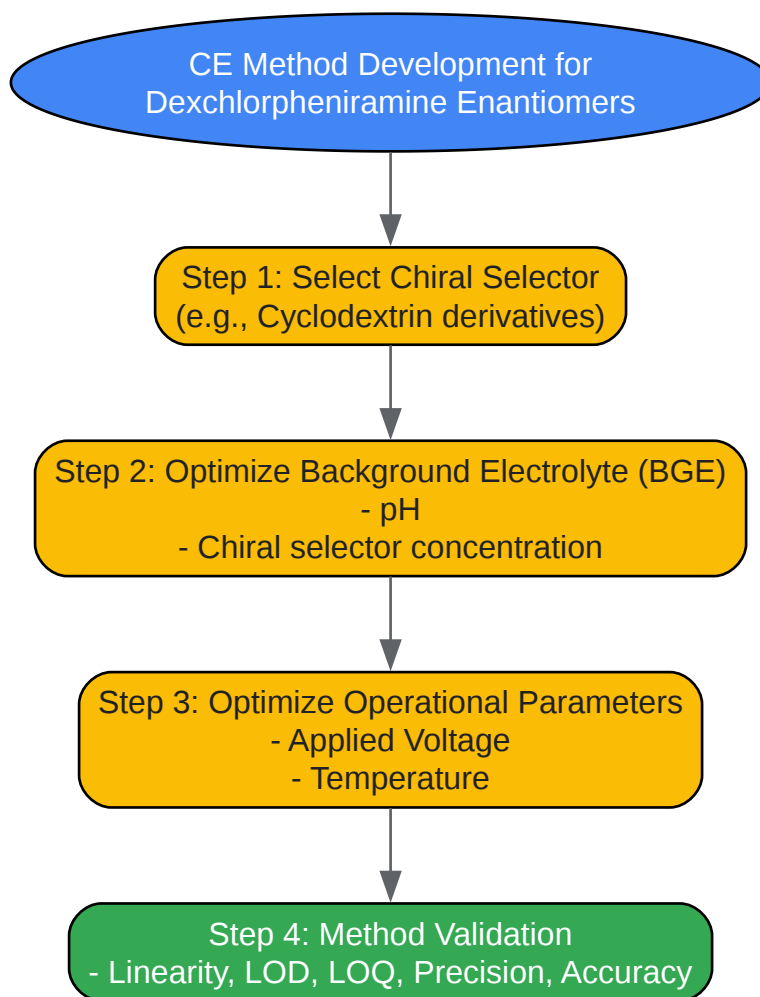 CE Method Development for
Dexchlorpheniramine Enantiomers
Step 1: Select Chiral Selector
(e.g., Cyclodextrin derivatives)
Step 2: Optimize Background Electrolyte (BGE)
- pH
- Chiral selector concentration
Step 3: Optimize Operational Parameters
- Applied Voltage
- Temperature
Step 4: Method Validation
- Linearity, LOD, LOQ, Precision, Accuracy